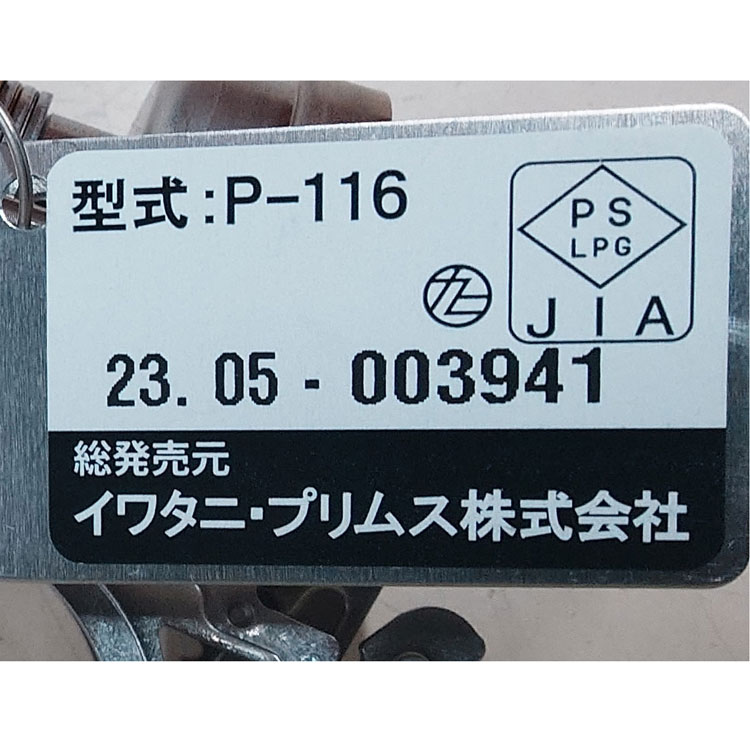 型式:P-116
PS
LPG
JIA
23. 05 - 003941
総発売元
イワタニ・プリムス株式会社